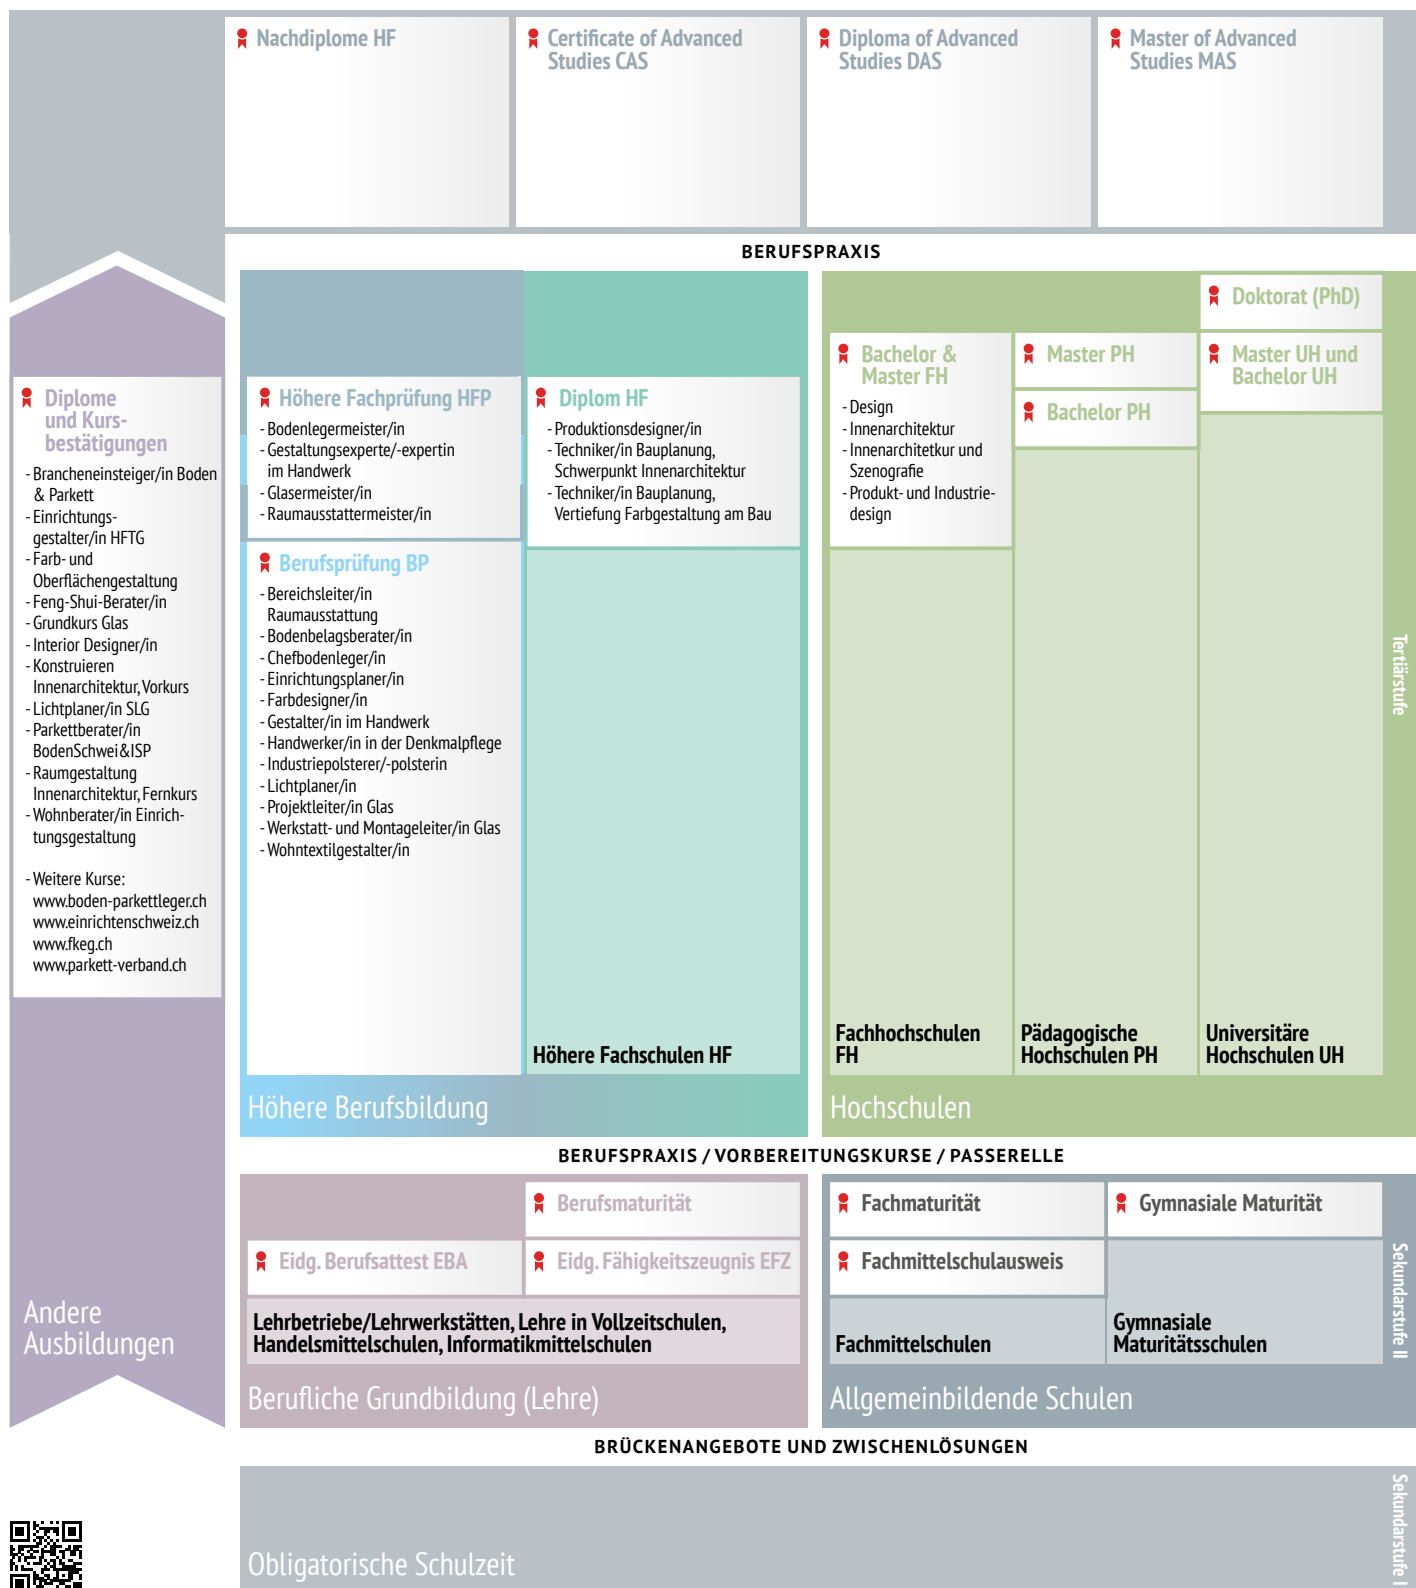 Nachdiplome HF
Certificate of Advanced
Studies CAS
Diploma of Advanced
Studies DAS
Master of Advanced
Studies MAS
BERUFSPRAXIS
Diplome
und Kurs-
bestätigungen
- Brancheneinsteiger/in Boden
& Parkett
- Einrichtungs-
gestalter/in HFTG
- Farb- und
Oberflächengestaltung
- Feng-Shui-Berater/in
- Grundkurs Glas
- Interior Designer/in
- Konstruieren
Innenarchitektur, Vorkurs
- Lichtplaner/in SLG
- Parkettberater/in
BodenSchwei&ISP
- Raumgestaltung
Innenarchitektur, Fernkurs
- Wohnberater/in Einrich-
tungsgestaltung
- Weitere Kurse:
www.boden-parkettleger.ch
www.einrichtenschweiz.ch
www.fkeg.ch
www.parkett-verband.ch
Andere
Ausbildungen
Höhere Fachprüfung HFP
- Bodenlegermeister/in
- Gestaltungsexperte/-expertin
im Handwerk
- Glasermeister/in
- Raumausstattermeister/in
Berufsprüfung BP
- Bereichsleiter/in
Raumausstattung
- Bodenbelagsberater/in
- Chefbodenleger/in
- Einrichtungsplaner/in
- Farbdesigner/in
- Gestalter/in im Handwerk
- Handwerker/in in der Denkmalpflege
- Industriepolsterer/-polsterin
- Lichtplaner/in
- Projektleiter/in Glas
- Werkstatt- und Montageleiter/in Glas
- Wohntextilgestalter/in
Diplom HF
- Produktionsdesigner/in
- Techniker/in Bauplanung,
Schwerpunkt Innenarchitektur
- Techniker/in Bauplanung,
Vertiefung Farbgestaltung am Bau
Höhere Fachschulen HF
Höhere Berufsbildung
Bachelor &
Master FH
- Design
- Innenarchitektur
- Innenarchitetkur und
Szenografie
- Produkt- und Industrie-
design
Fachhochschulen
FH
Master PH
Bachelor PH
Pädagogische
Hochschulen PH
Doktorat (PhD)
Master UH und
Bachelor UH
Universitäre
Hochschulen UH
Hochschulen
Tertiärstufe
BERUFSPRAXIS / VORBEREITUNGSKURSE / PASSERELLE
Berufsmaturität
Eidg. Berufsattest EBA
Eidg. Fähigkeitszeugnis EFZ
Lehrbetriebe/Lehrwerkstätten, Lehre in Vollzeitschulen,
Handelsmittelschulen, Informatikmittelschulen
Berufliche Grundbildung (Lehre)
Fachmaturität
Fachmittelschulausweis
Fachmittelschulen
Gymnasiale Maturität
Gymnasiale
Maturitätsschulen
Allgemeinbildende Schulen
Sekundarstufe II
BRÜCKENANGEBOTE UND ZWISCHENLÖSUNGEN
Obligatorische Schulzeit
Sekundarstufe I